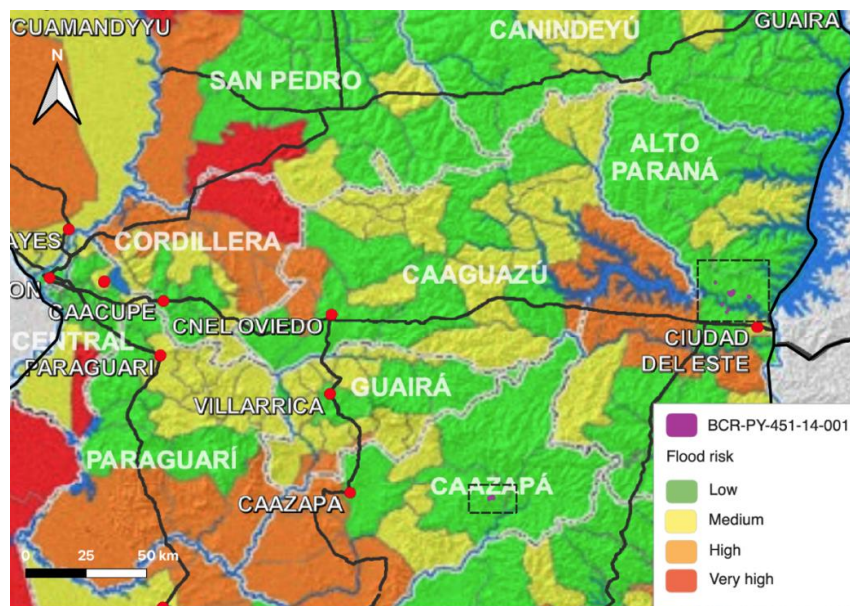 CUAMANDYYU
CANINDEYÚ
GUAIRA
N
SAN PEDRO
ALTO
PARANÁ
AYES
CORDILLERA
CAAGUAZÚ
ON
CAACUPE
CNEL OVIEDO
CENTRAL
CIUDAD
DEL ESTE
PARAGUARI
GUAIRÁ
VILLARRICA
PARAGUARÍ
CAAZAPÁ
CAAZAPA
0 25 50 km
BCR-PY-451-14-001
Flood risk
Low
Medium
High
Very high